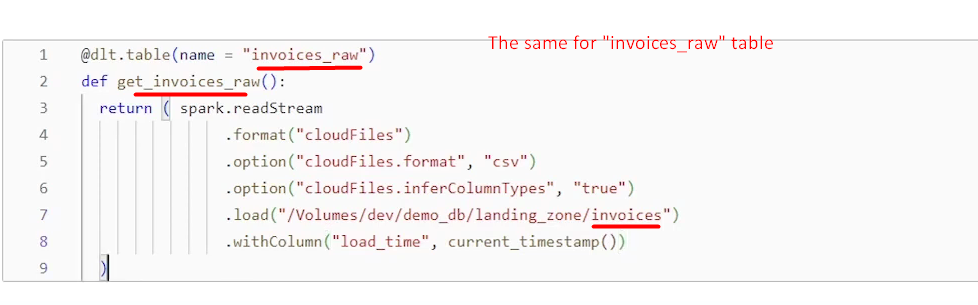 The same for "invoices_raw" table
1 @dlt.table(name = "invoices_raw")
2 def get_invoices_raw():
3 return ( spark.readStream
4 .format("cloudFiles")
5 .option("cloudFiles.format", "csv")
6 .option("cloudFiles.inferColumnTypes", "true")
7 .load("/Volumes/dev/demo_db/landing_zone/invoices")
8 .withColumn("load_time", current_timestamp())
9 )